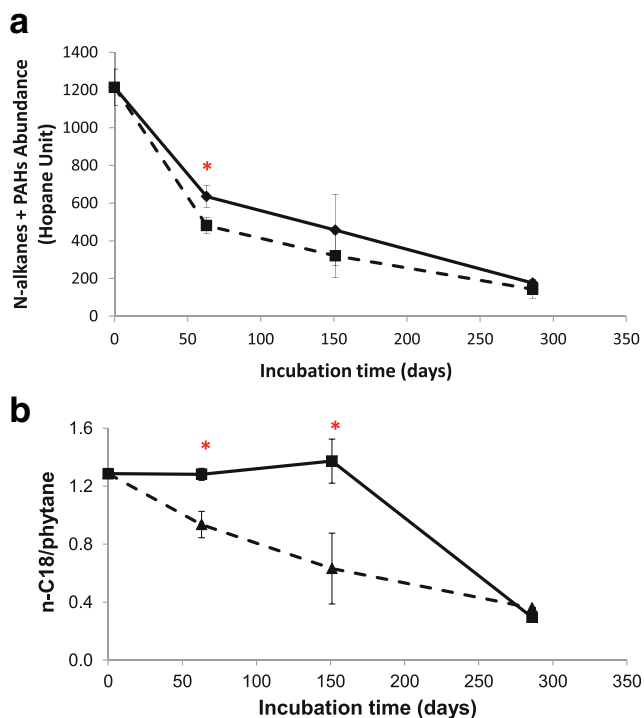 a
1400
1200
1000
800
600
400
200
0
N-alkanes + PAHs Abundance
(Hopane Unit)
*
0 50 100 150 200 250 300 350
Incubation time (days)
b
1.6
1.2
0.8
0.4
0.0
n-C18/phytane
* *
0 50 100 150 200 250 300 350
Incubation time (days)